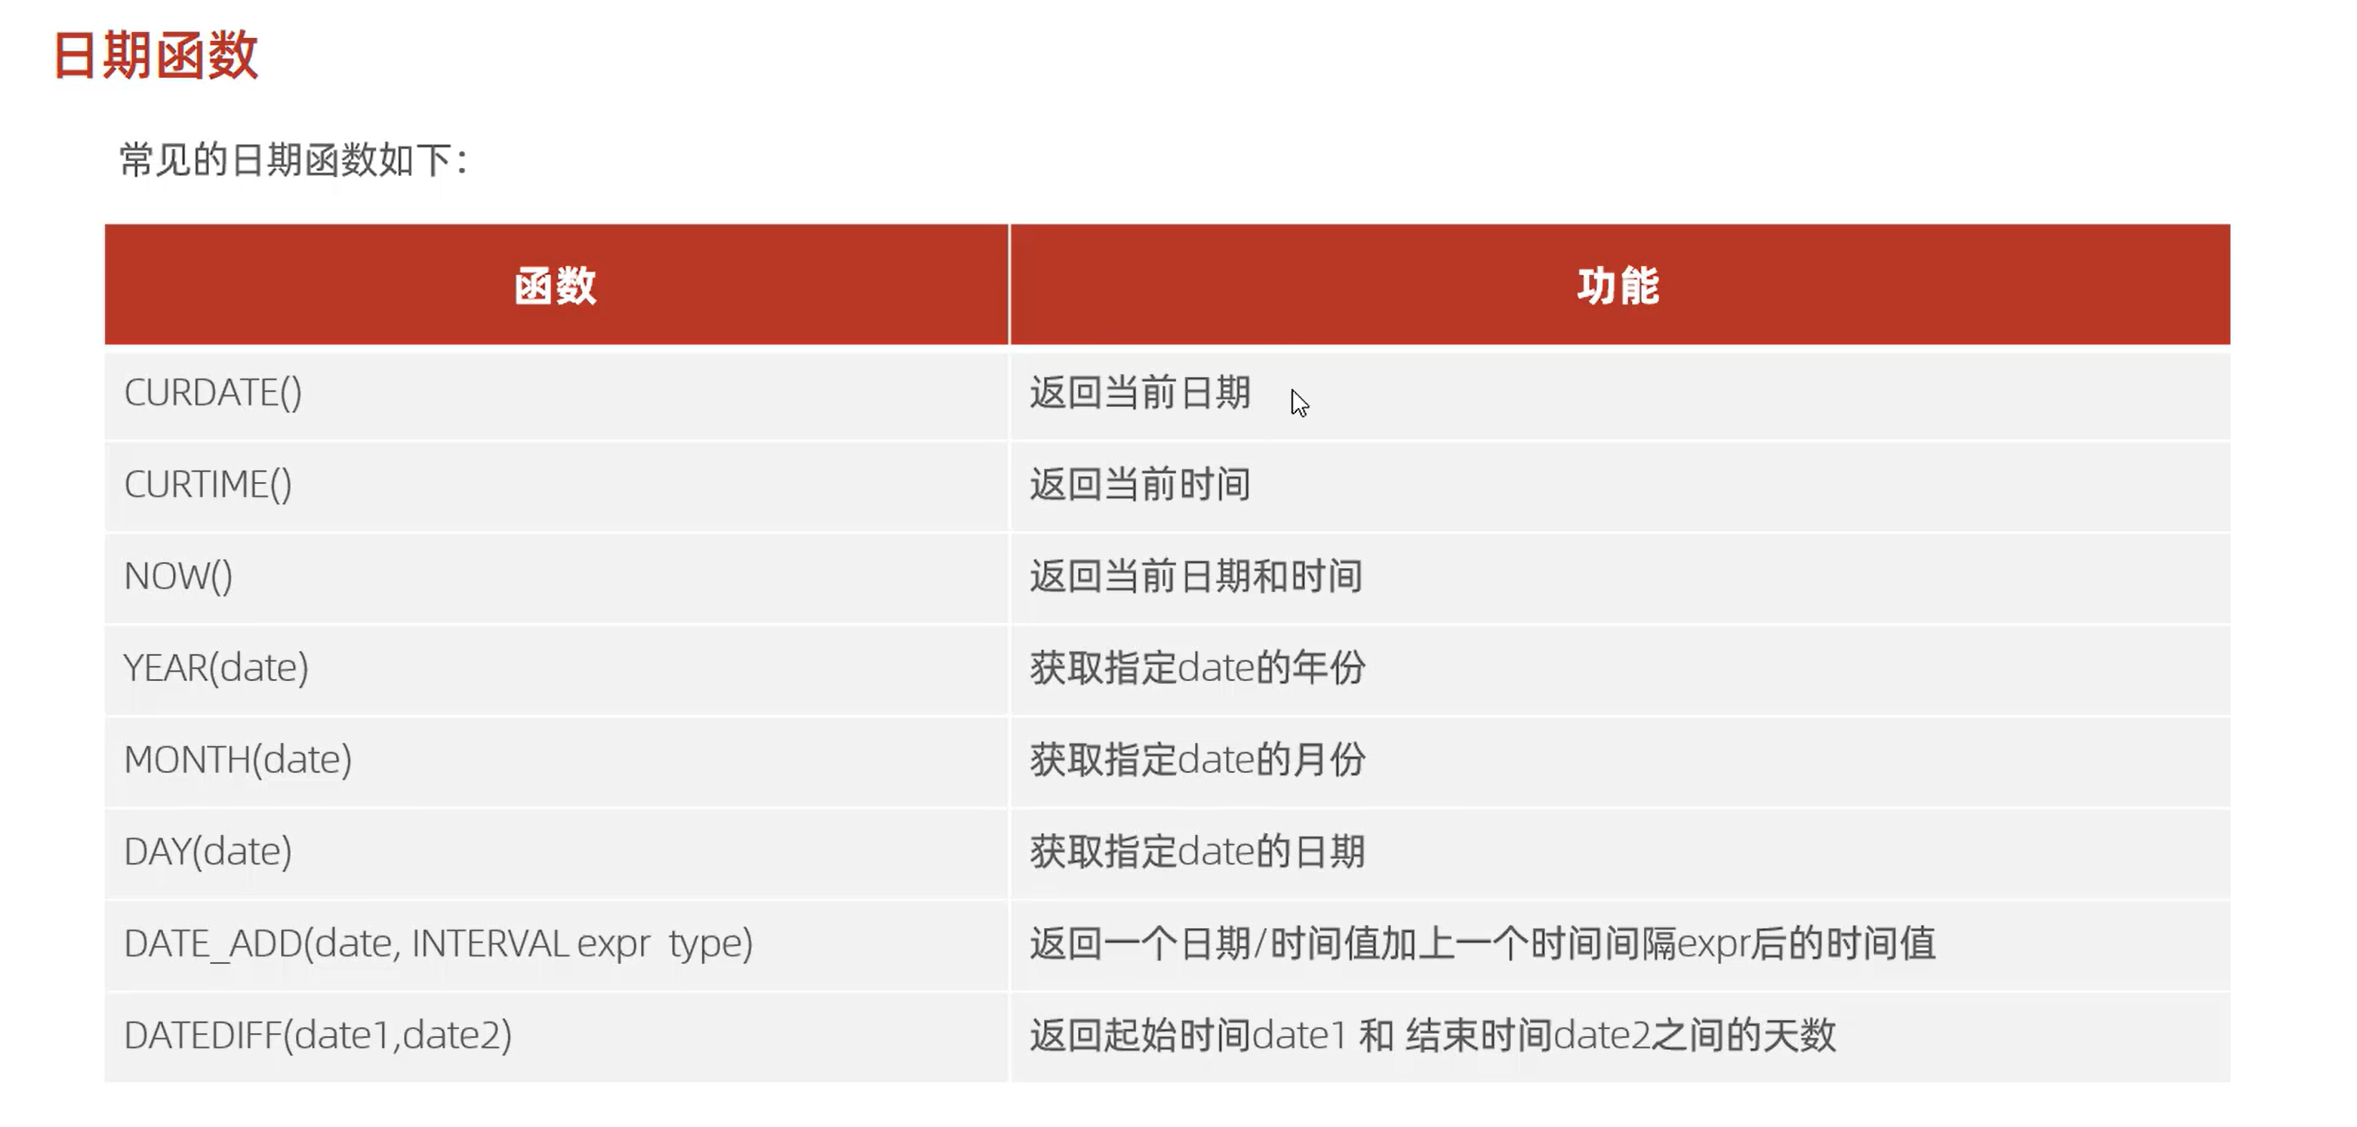 日期函数
常见的日期函数如下：
函数 功能
CURDATE() 返回当前日期
CURTIME() 返回当前时间
NOW() 返回当前日期和时间
YEAR(date) 获取指定date的年份
MONTH(date) 获取指定date的月份
DAY(date) 获取指定date的日期
DATE_ADD(date, INTERVAL expr type) 返回一个日期/时间值加上一个时间间隔expr后的时间值
DATEDIFF(date1,date2) 返回起始时间date1 和 结束时间date2之间的天数